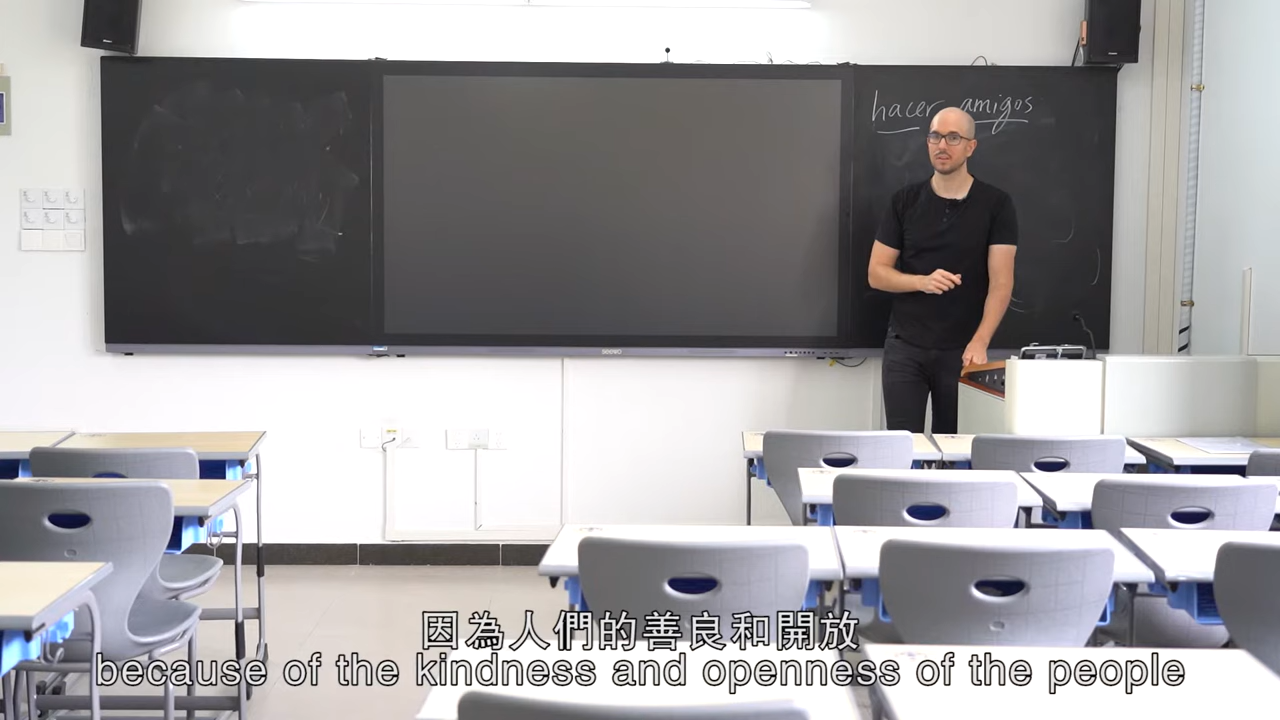 hacer amigos
seewo
因為人們的善良和開放
because of the kindness and openness of the people